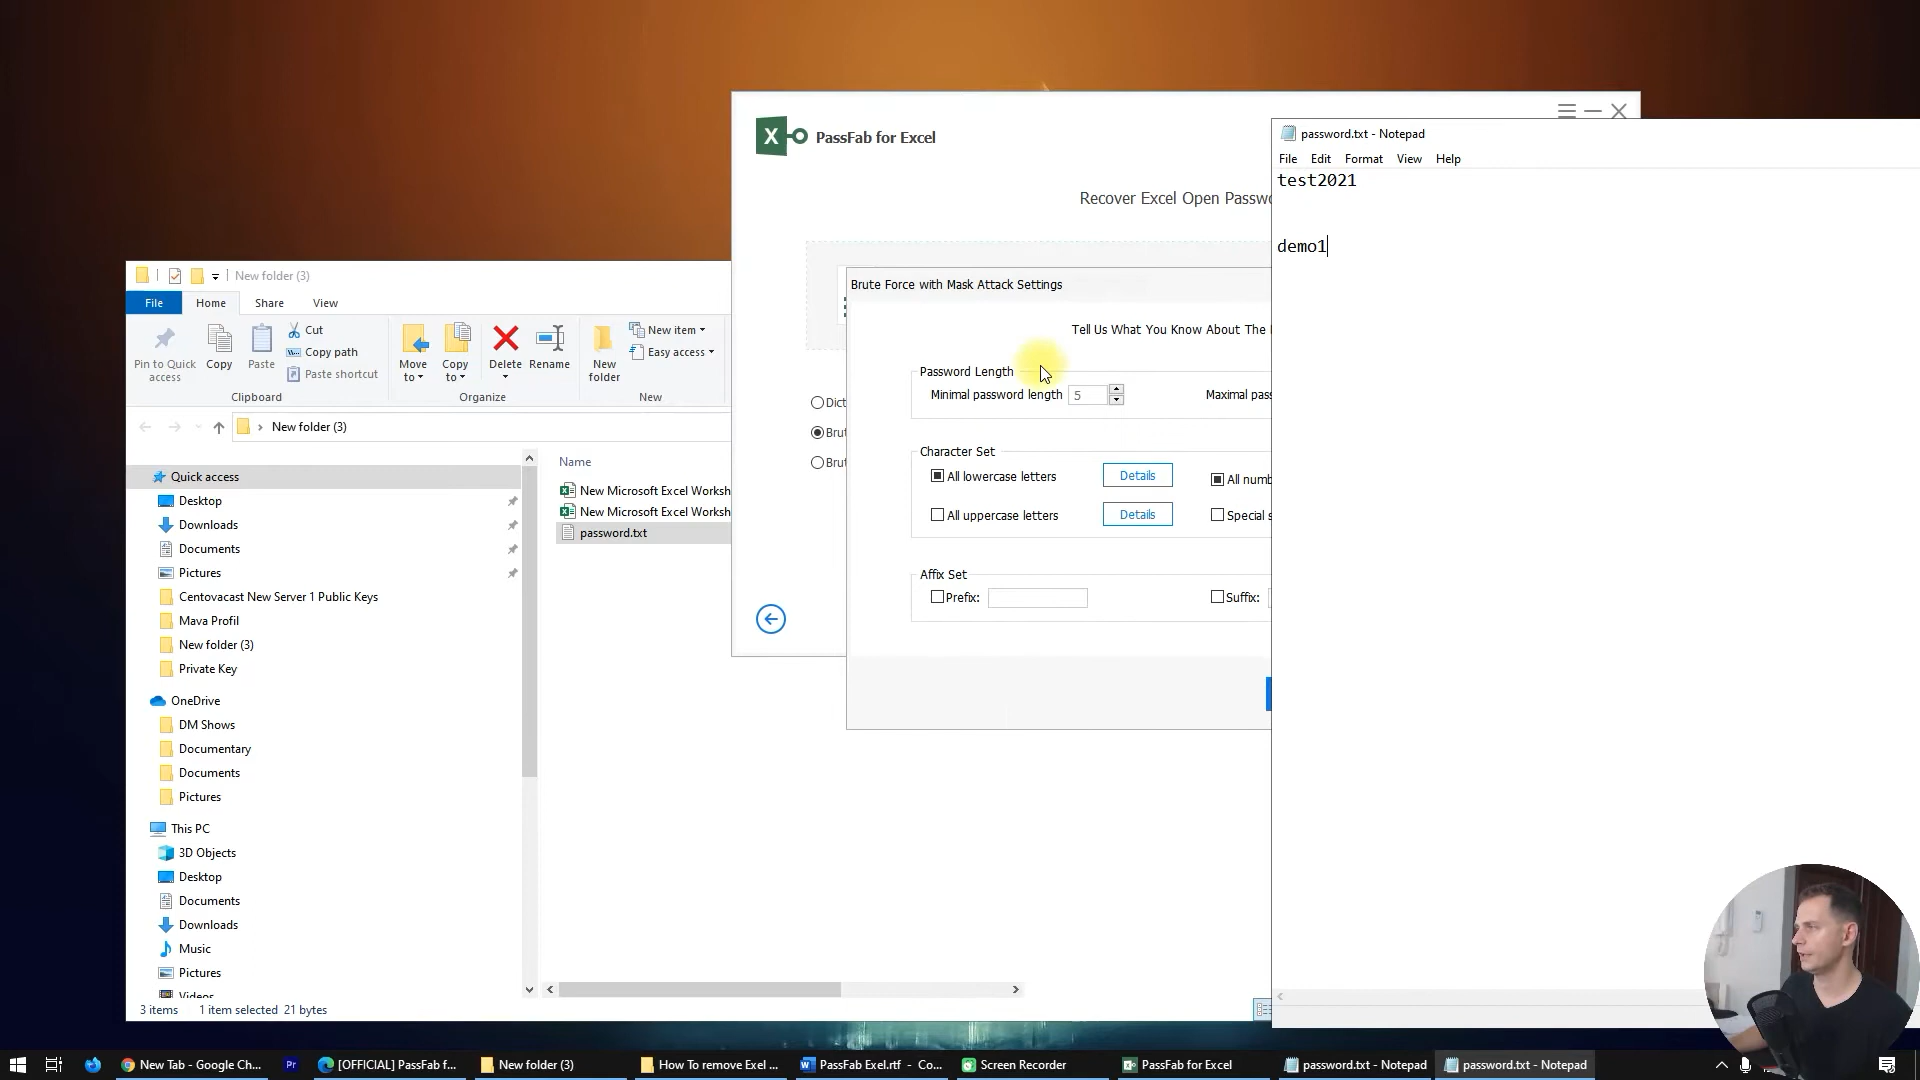 PassFab for Excel
Recover Excel Open Passwo
Brute Force with Mask Attack Settings
Tell Us What You Know About The
Password Length
Minimal password length 5 Maximal pass
Character Set
All lowercase letters Details All numb
All uppercase letters Details Special s
Affix Set
Prefix: Suffix:
Dict
Brut
Brut
password.txt - Notepad
File Edit Format View Help
test2021
demo1
New folder (3)
File Home Share View
Pin to Quick access
Copy
Paste
Cut
Copy path
Paste shortcut
Clipboard
Move to
Copy to
Delete
Rename
Organize
New folder
New item
Easy access
New
New folder (3)
Quick access
Desktop
Downloads
Documents
Pictures
Centovacast New Server 1 Public Keys
Mava Profil
New folder (3)
Private Key
OneDrive
DM Shows
Documentary
Documents
Pictures
This PC
3D Objects
Desktop
Documents
Downloads
Music
Pictures
Videos
Name
New Microsoft Excel Worksh
New Microsoft Excel Worksh
password.txt
3 items 1 item selected 21 bytes
New Tab - Google Ch...
Pr
[OFFICIAL] PassFab f...
New folder (3)
How To remove Excel ...
PassFab Exel.rtf - Co...
Screen Recorder
PassFab for Excel
password.txt - Notepad
password.txt - Notepad